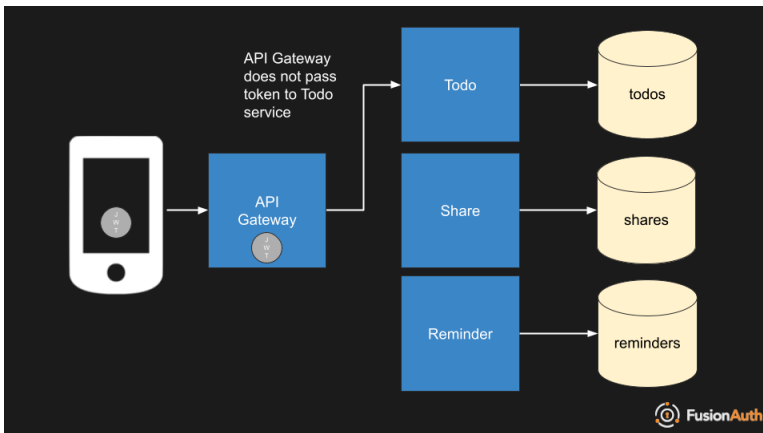 API Gateway
does not pass
token to Todo
service
Todo
todos
API
Gateway
J
W
T
J
W
T
Share
shares
Reminder
reminders
FusionAuth